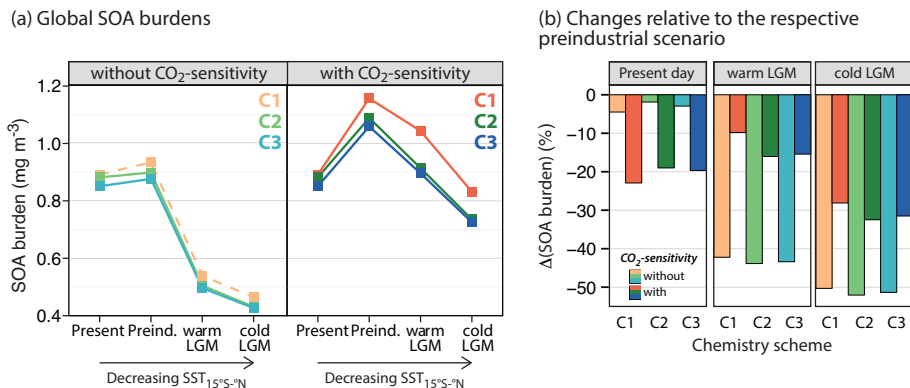 (a) Global SOA burdens
without CO2-sensitivity
with CO2-sensitivity
SOA burden (mg m⁻³)
1.2
1.0
0.8
0.6
0.4
C1
C2
C3
C1
C2
C3
Present
Preind.
warm
LGM
cold
LGM
Present
Preind.
warm
LGM
cold
LGM
Decreasing SST15°S-°N
Decreasing SST15°S-°N
(b) Changes relative to the respective
preindustrial scenario
Present day
warm LGM
cold LGM
Δ(SOA burden) (%)
0
−10
−20
−30
−40
−50
CO2-sensitivity
without
with
C1
C2
C3
C1
C2
C3
C1
C2
C3
Chemistry scheme